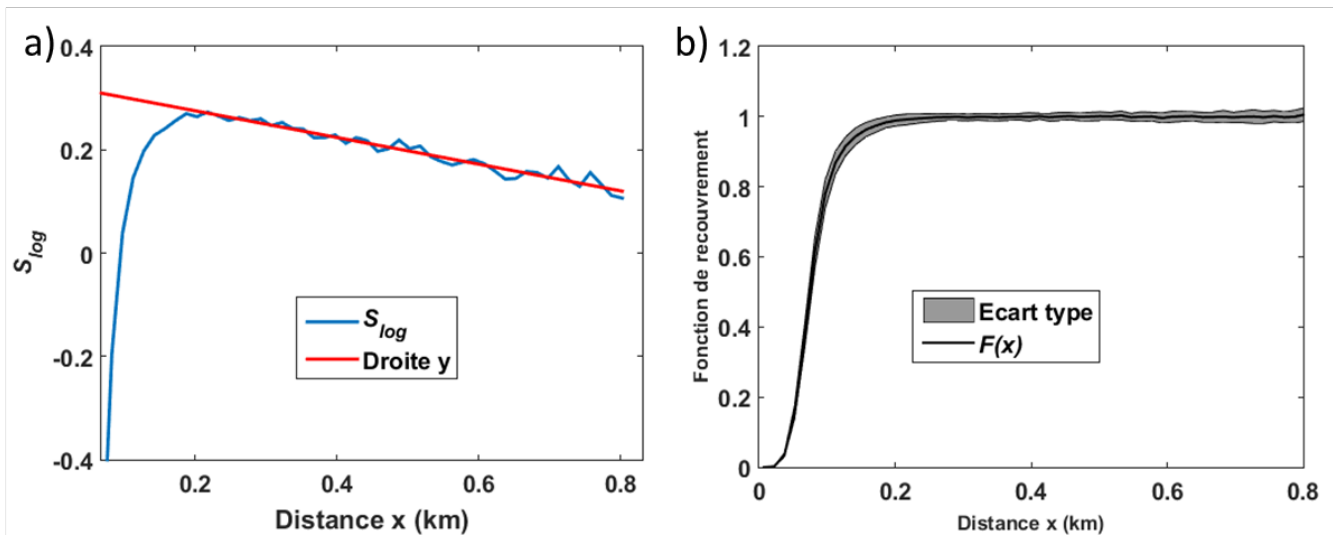 a)
0.4
0.2
0
-0.2
-0.4
S_log
S_log
Droite y
0.2
0.4
0.6
0.8
Distance x (km)
b)
1.2
1
0.8
0.6
0.4
0.2
0
Fonction de recouvrement
Ecart type
F(x)
0
0.2
0.4
0.6
0.8
Distance x (km)